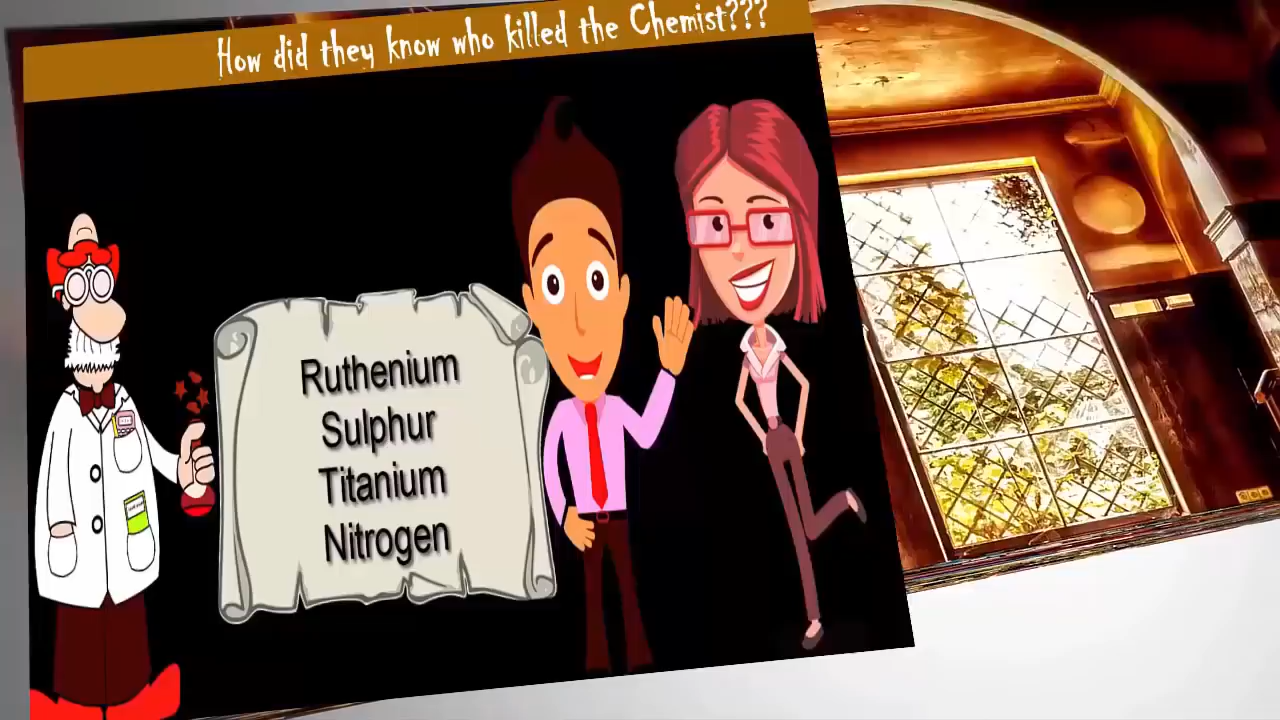 How did they know who killed the Chemist???
Ruthenium
Sulphur
Titanium
Nitrogen